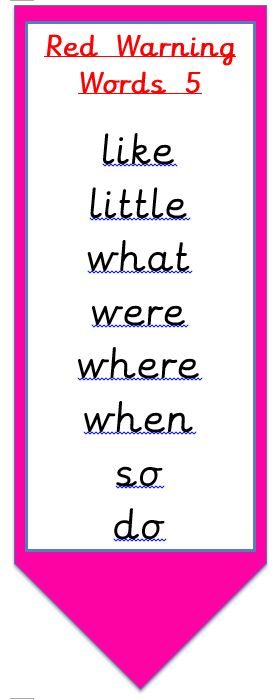 Red Warning
Words 5
like
little
what
were
where
when
so
do